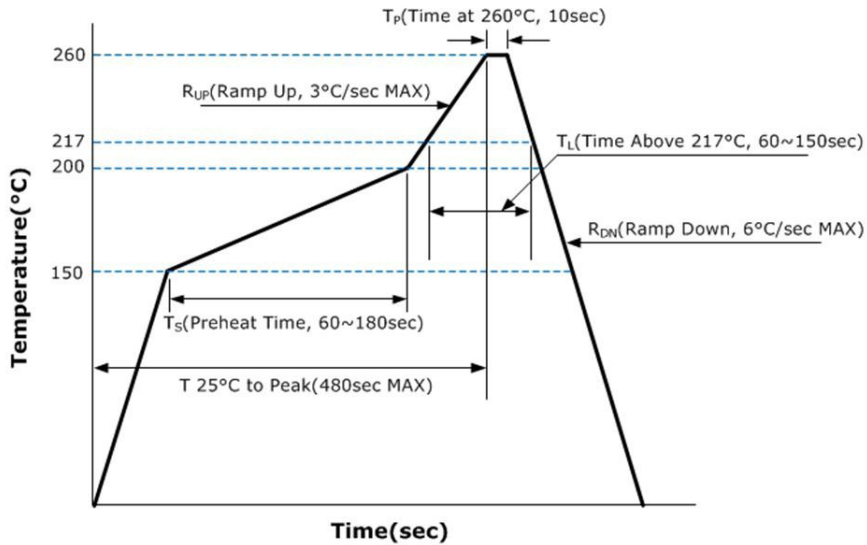 Tₚ(Time at 260°C, 10sec)
260
Rᵤₚ(Ramp Up, 3°C/sec MAX)
217
Tʟ(Time Above 217°C, 60~150sec)
200
Rᴅɴ(Ramp Down, 6°C/sec MAX)
150
Tₛ(Preheat Time, 60~180sec)
T 25°C to Peak(480sec MAX)
Temperature(°C)
Time(sec)